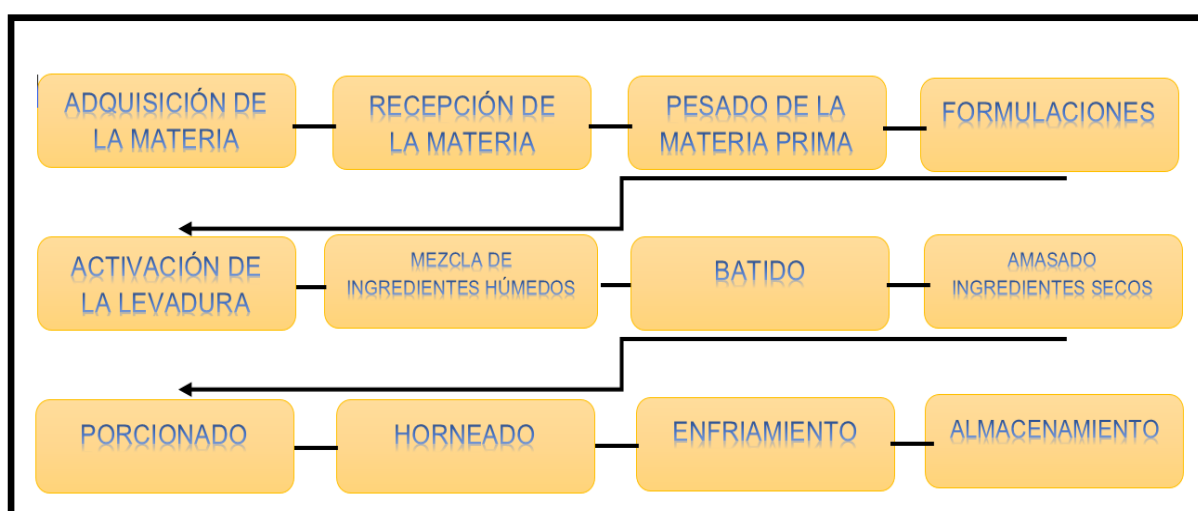 ADQUISICIÓN DE
LA MATERIA
RECEPCIÓN DE
LA MATERIA
PESADO DE LA
MATERIA PRIMA
FORMULACIONES
ACTIVACIÓN DE
LA LEVADURA
MEZCLA DE
INGREDIENTES HÚMEDOS
BATIDO
AMASADO
INGREDIENTES SECOS
PORCIONADO
HORNEADO
ENFRIAMIENTO
ALMACENAMIENTO